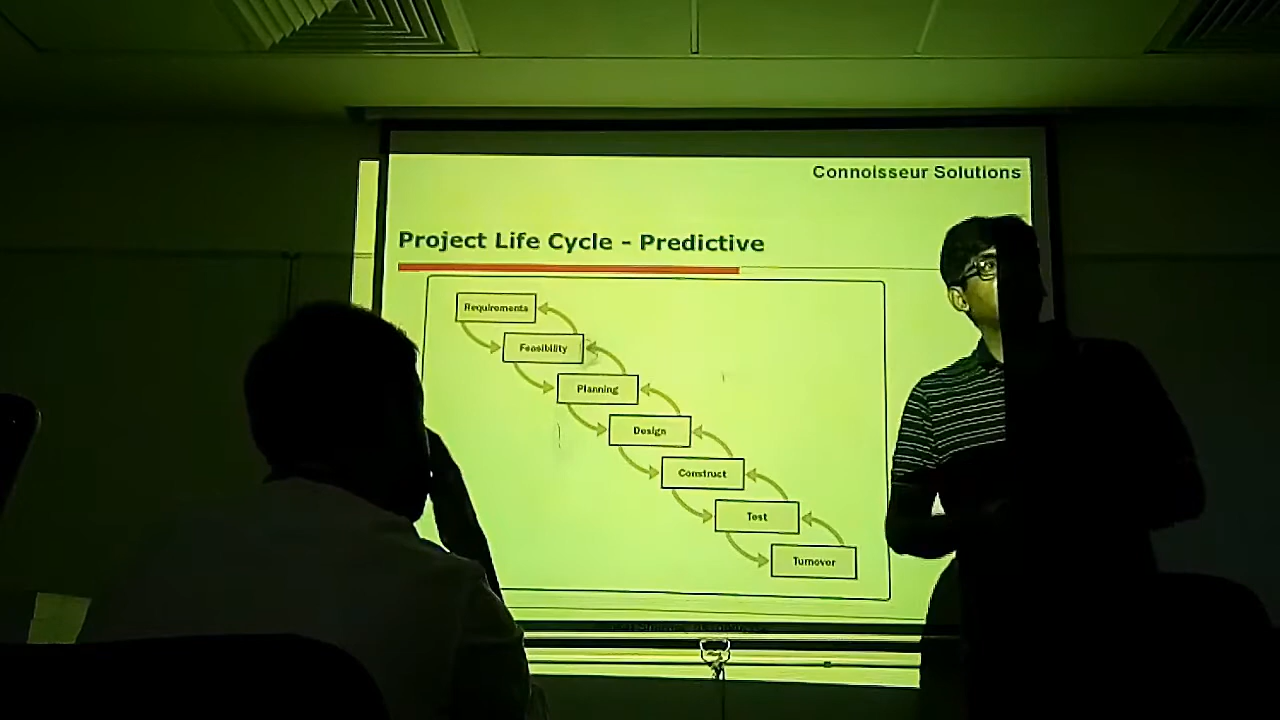 Connoisseur Solutions
Project Life Cycle - Predictive
Requirements
Feasibility
Planning
Design
Construct
Test
Turnover